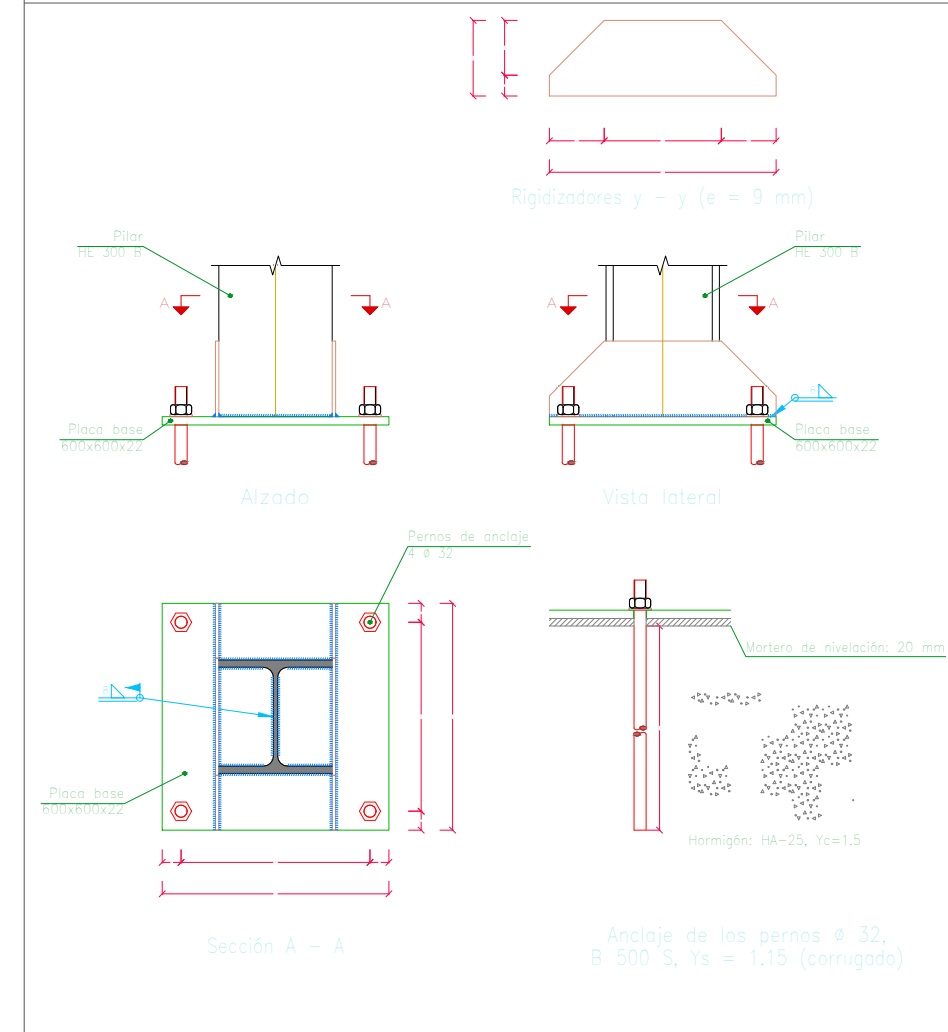 Rigidizadores y - y (e = 9 mm)
Pilar
HE 300 B
Pilar
HE 300 B
A
A
A
A
Placa base
600x600x22
Placa base
600x600x22
Alzado
Vista lateral
Pernos de anclaje
4 ø 32
Mortero de nivelación: 20 mm
8
Placa base
600x600x22
Hormigón: HA-25, Yc=1.5
Sección A - A
Anclaje de los pernos ø 32,
B 500 S, Ys = 1.15 (corrugado)